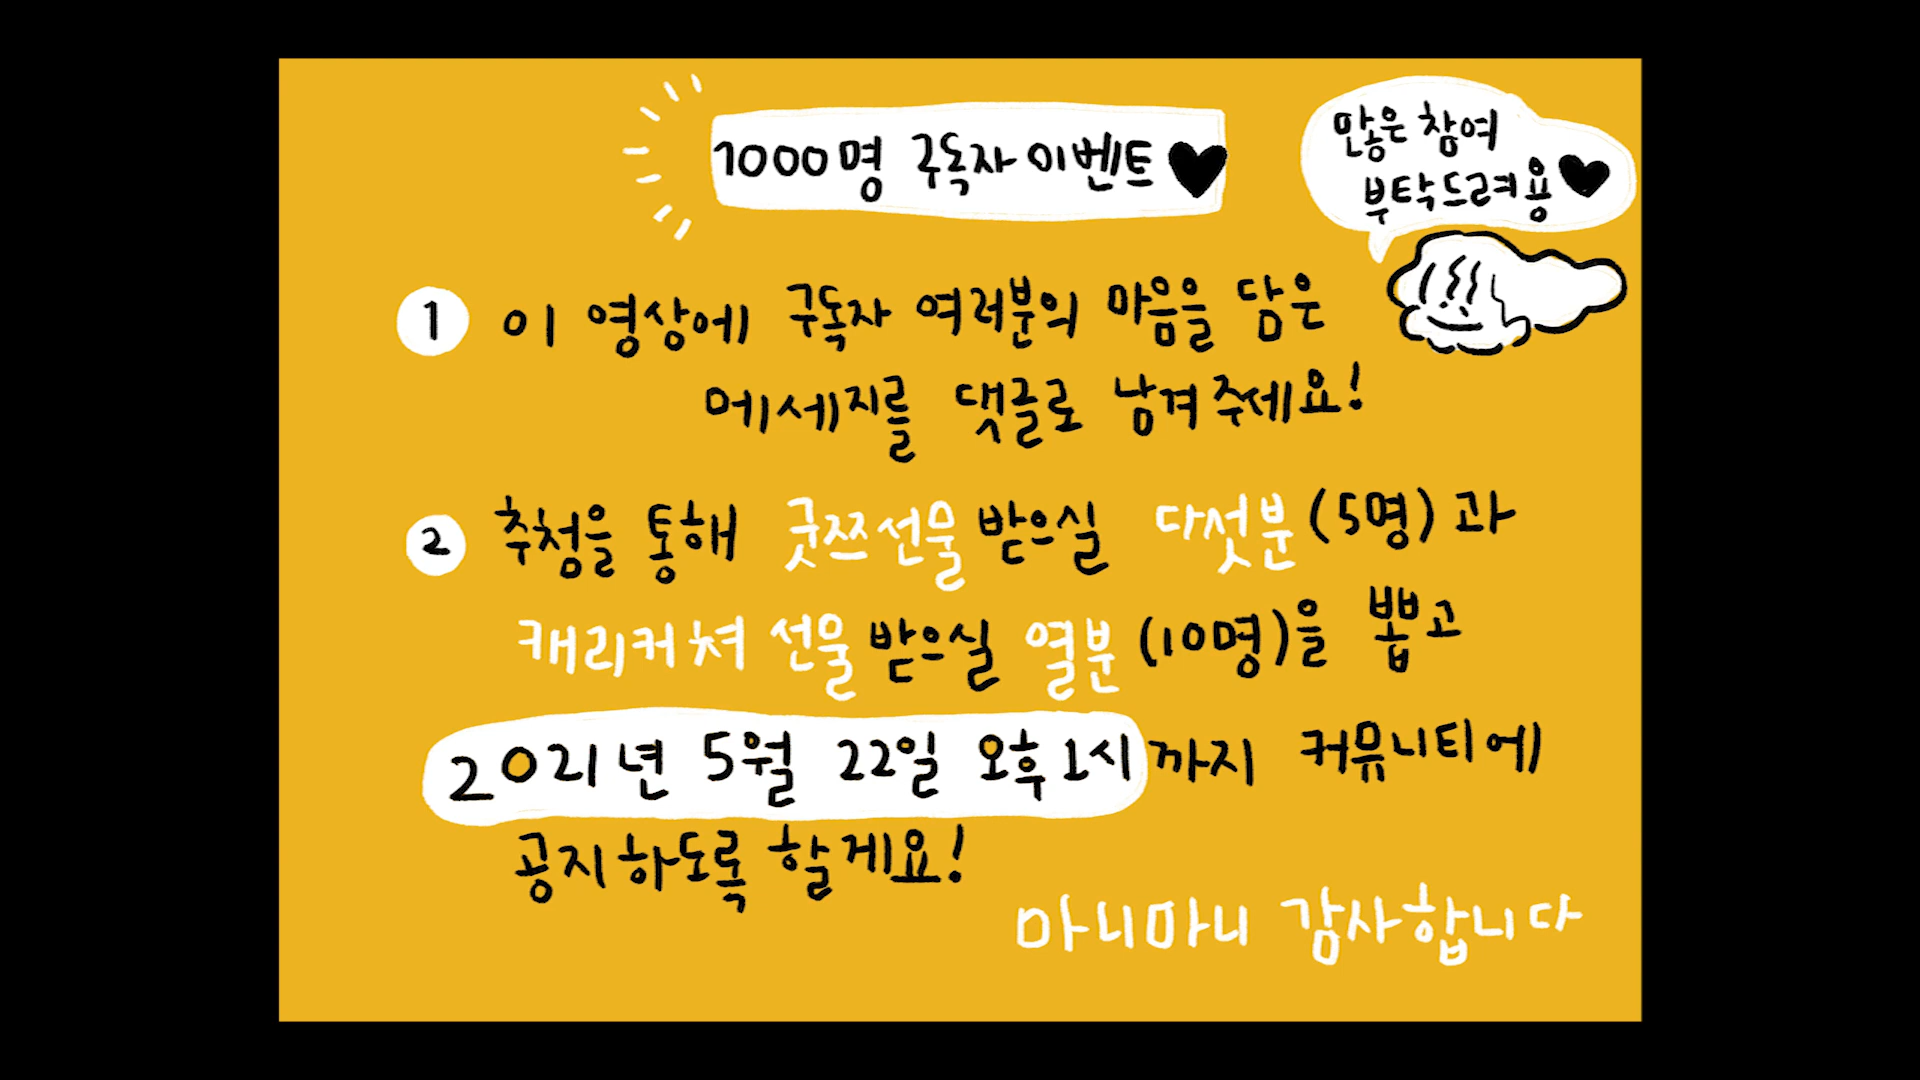 1000명 구독자 이벤트♥
많은 참여
부탁드려용♥
1 이 영상에 구독자 여러분의 마음을 담은
메세지를 댓글로 남겨주세요!
2 추첨을 통해 굿쯔선물 받으실 다섯분(5명)과
캐리커쳐 선물 받으실 열분(10명)을 뽑고
2021년 5월 22일 오후1시까지 커뮤니티에
공지하도록 할게요!
마니마니 감사합니다